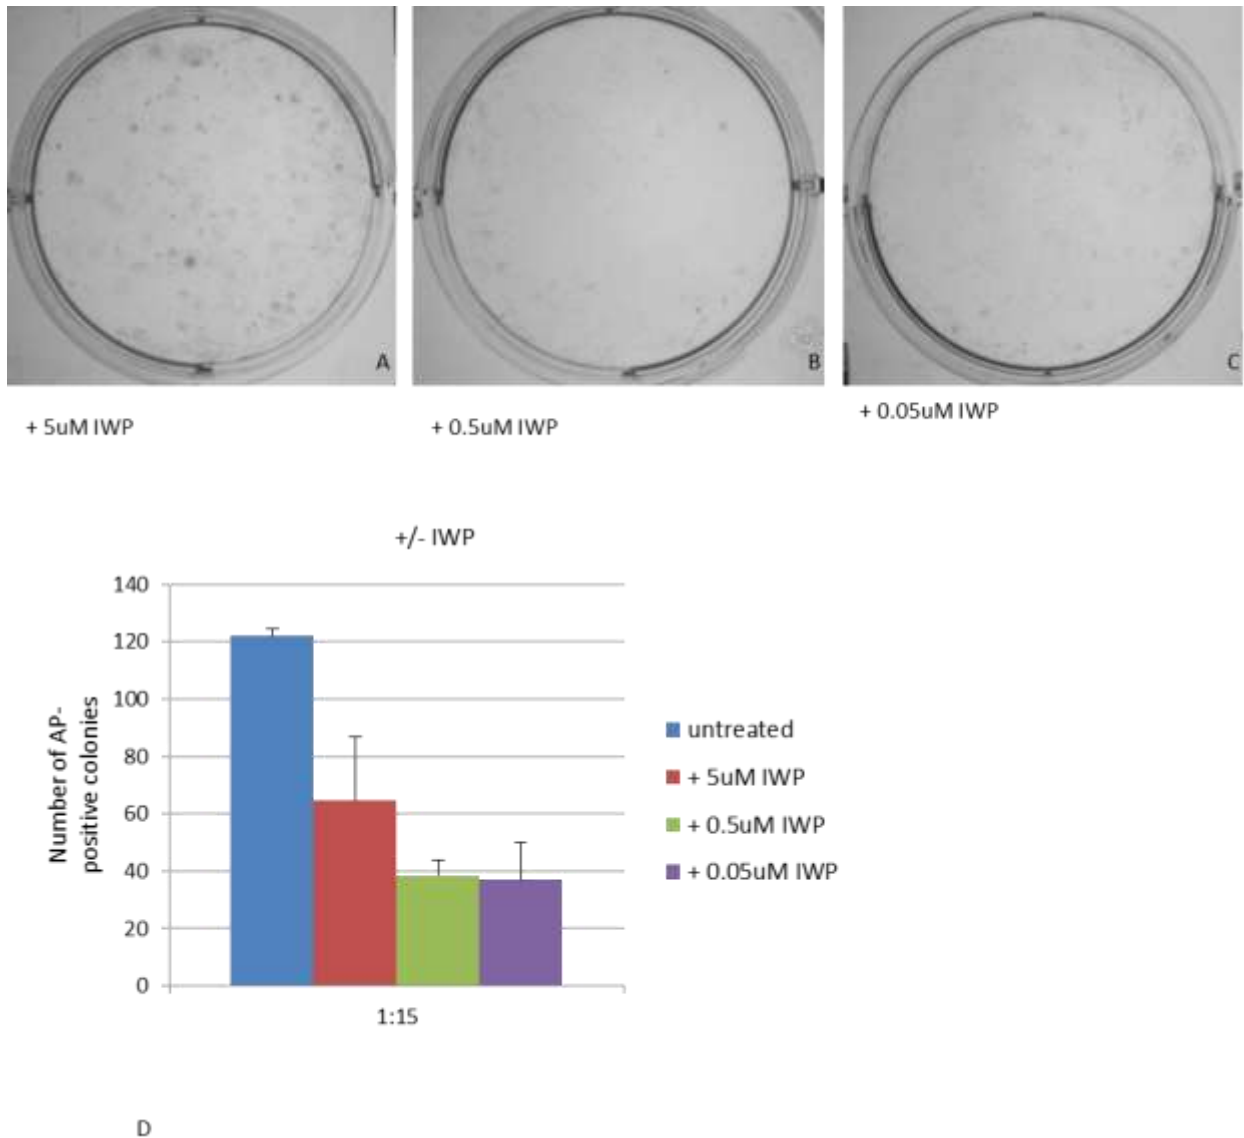 A
B
C
+ 5uM IWP
+ 0.5uM IWP
+ 0.05uM IWP
+/- IWP
140
120
100
80
60
40
20
0
Number of AP-
positive colonies
1:15
untreated
+ 5uM IWP
+ 0.5uM IWP
+ 0.05uM IWP
D